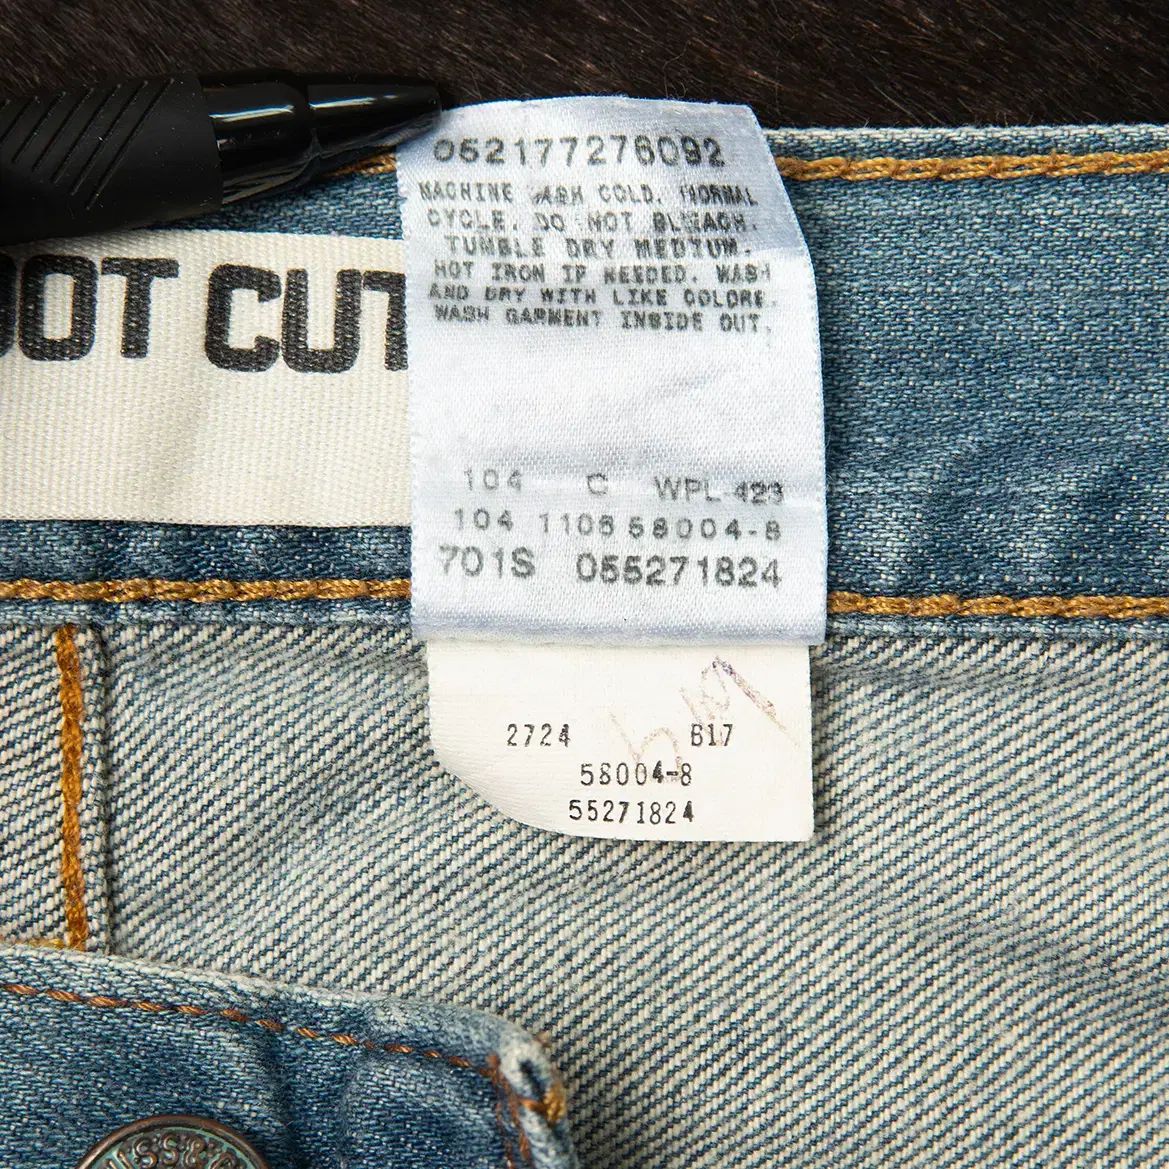 052177276092
MACHINE WASH COLD, NORMAL
CYCLE. DO NOT BLEACH.
TUMBLE DRY MEDIUM.
HOT IRON IF NEEDED. WASH
AND DRY WITH LIKE COLORS.
WASH GARMENT INSIDE OUT.
OOT CUT
104 C WPL-423
104 1108 58004-8
701S 055271824
2724 B17
58004-8
55271824